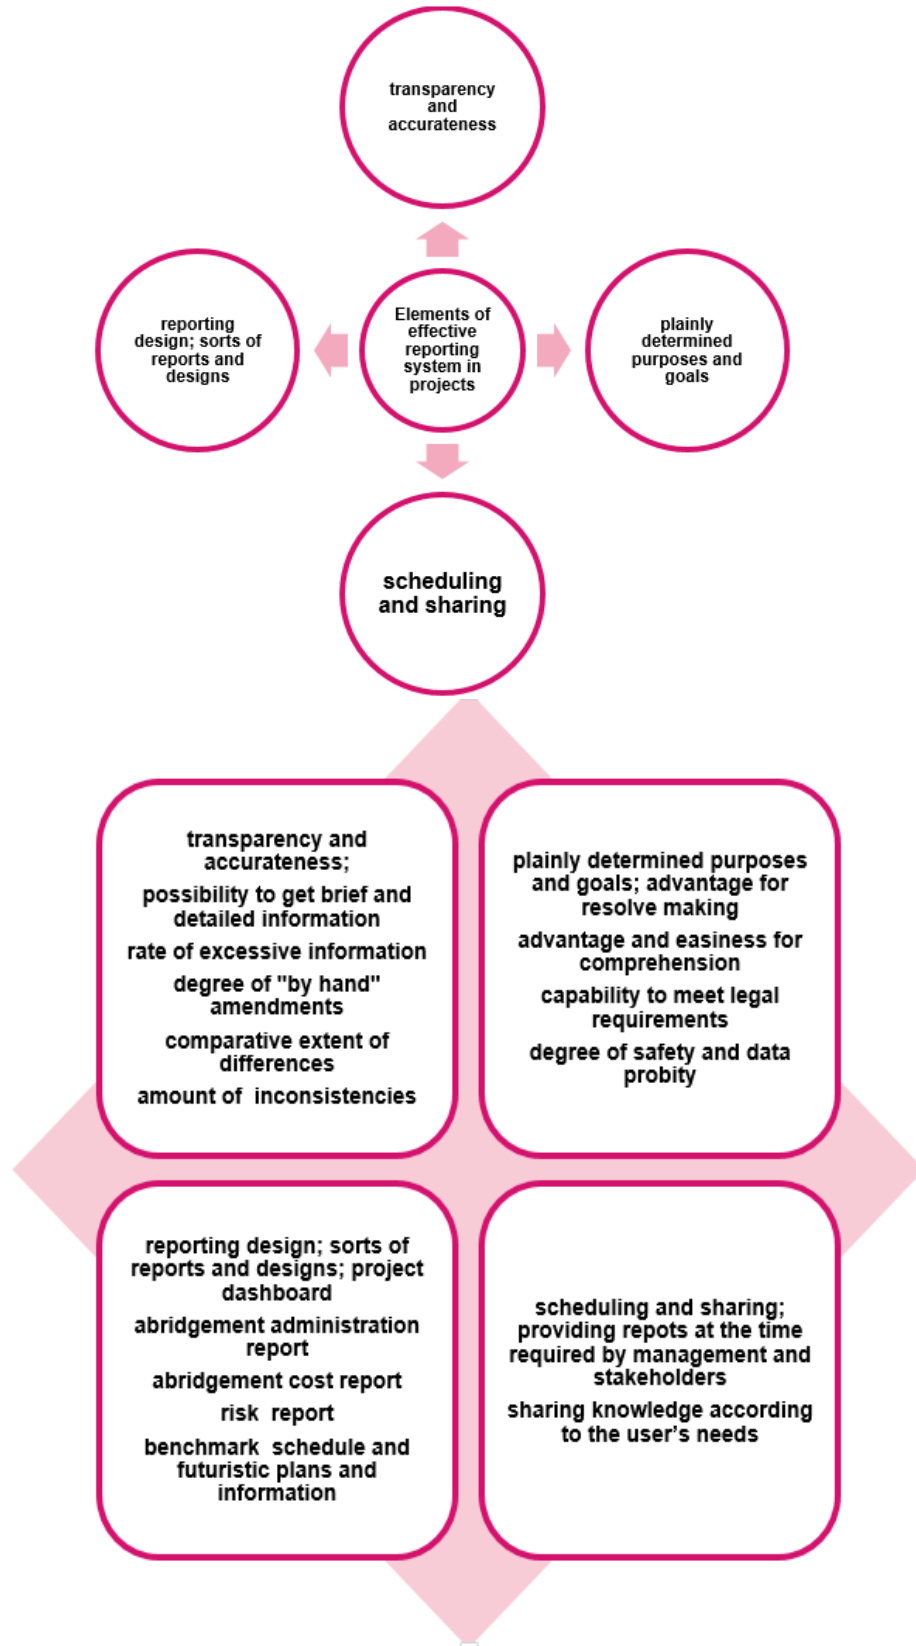 transparency
and
accurateness
reporting
design; sorts of
reports and
designs
Elements of
effective
reporting
system in
projects
plainly
determined
purposes and
goals
scheduling
and sharing
transparency and
accurateness;
possibility to get brief and
detailed information
rate of excessive information
degree of "by hand"
amendments
comparative extent of
differences
amount of  inconsistencies
plainly determined purposes
and goals; advantage for
resolve making
advantage and easiness for
comprehension
capability to meet legal
requirements
degree of safety and data
probity
reporting design; sorts of
reports and designs; project
dashboard
abridgement administration
report
abridgement cost report
risk  report
benchmark  schedule and
futuristic plans and
information
scheduling and sharing;
providing repots at the time
required by management and
stakeholders
sharing knowledge according
to the user’s needs